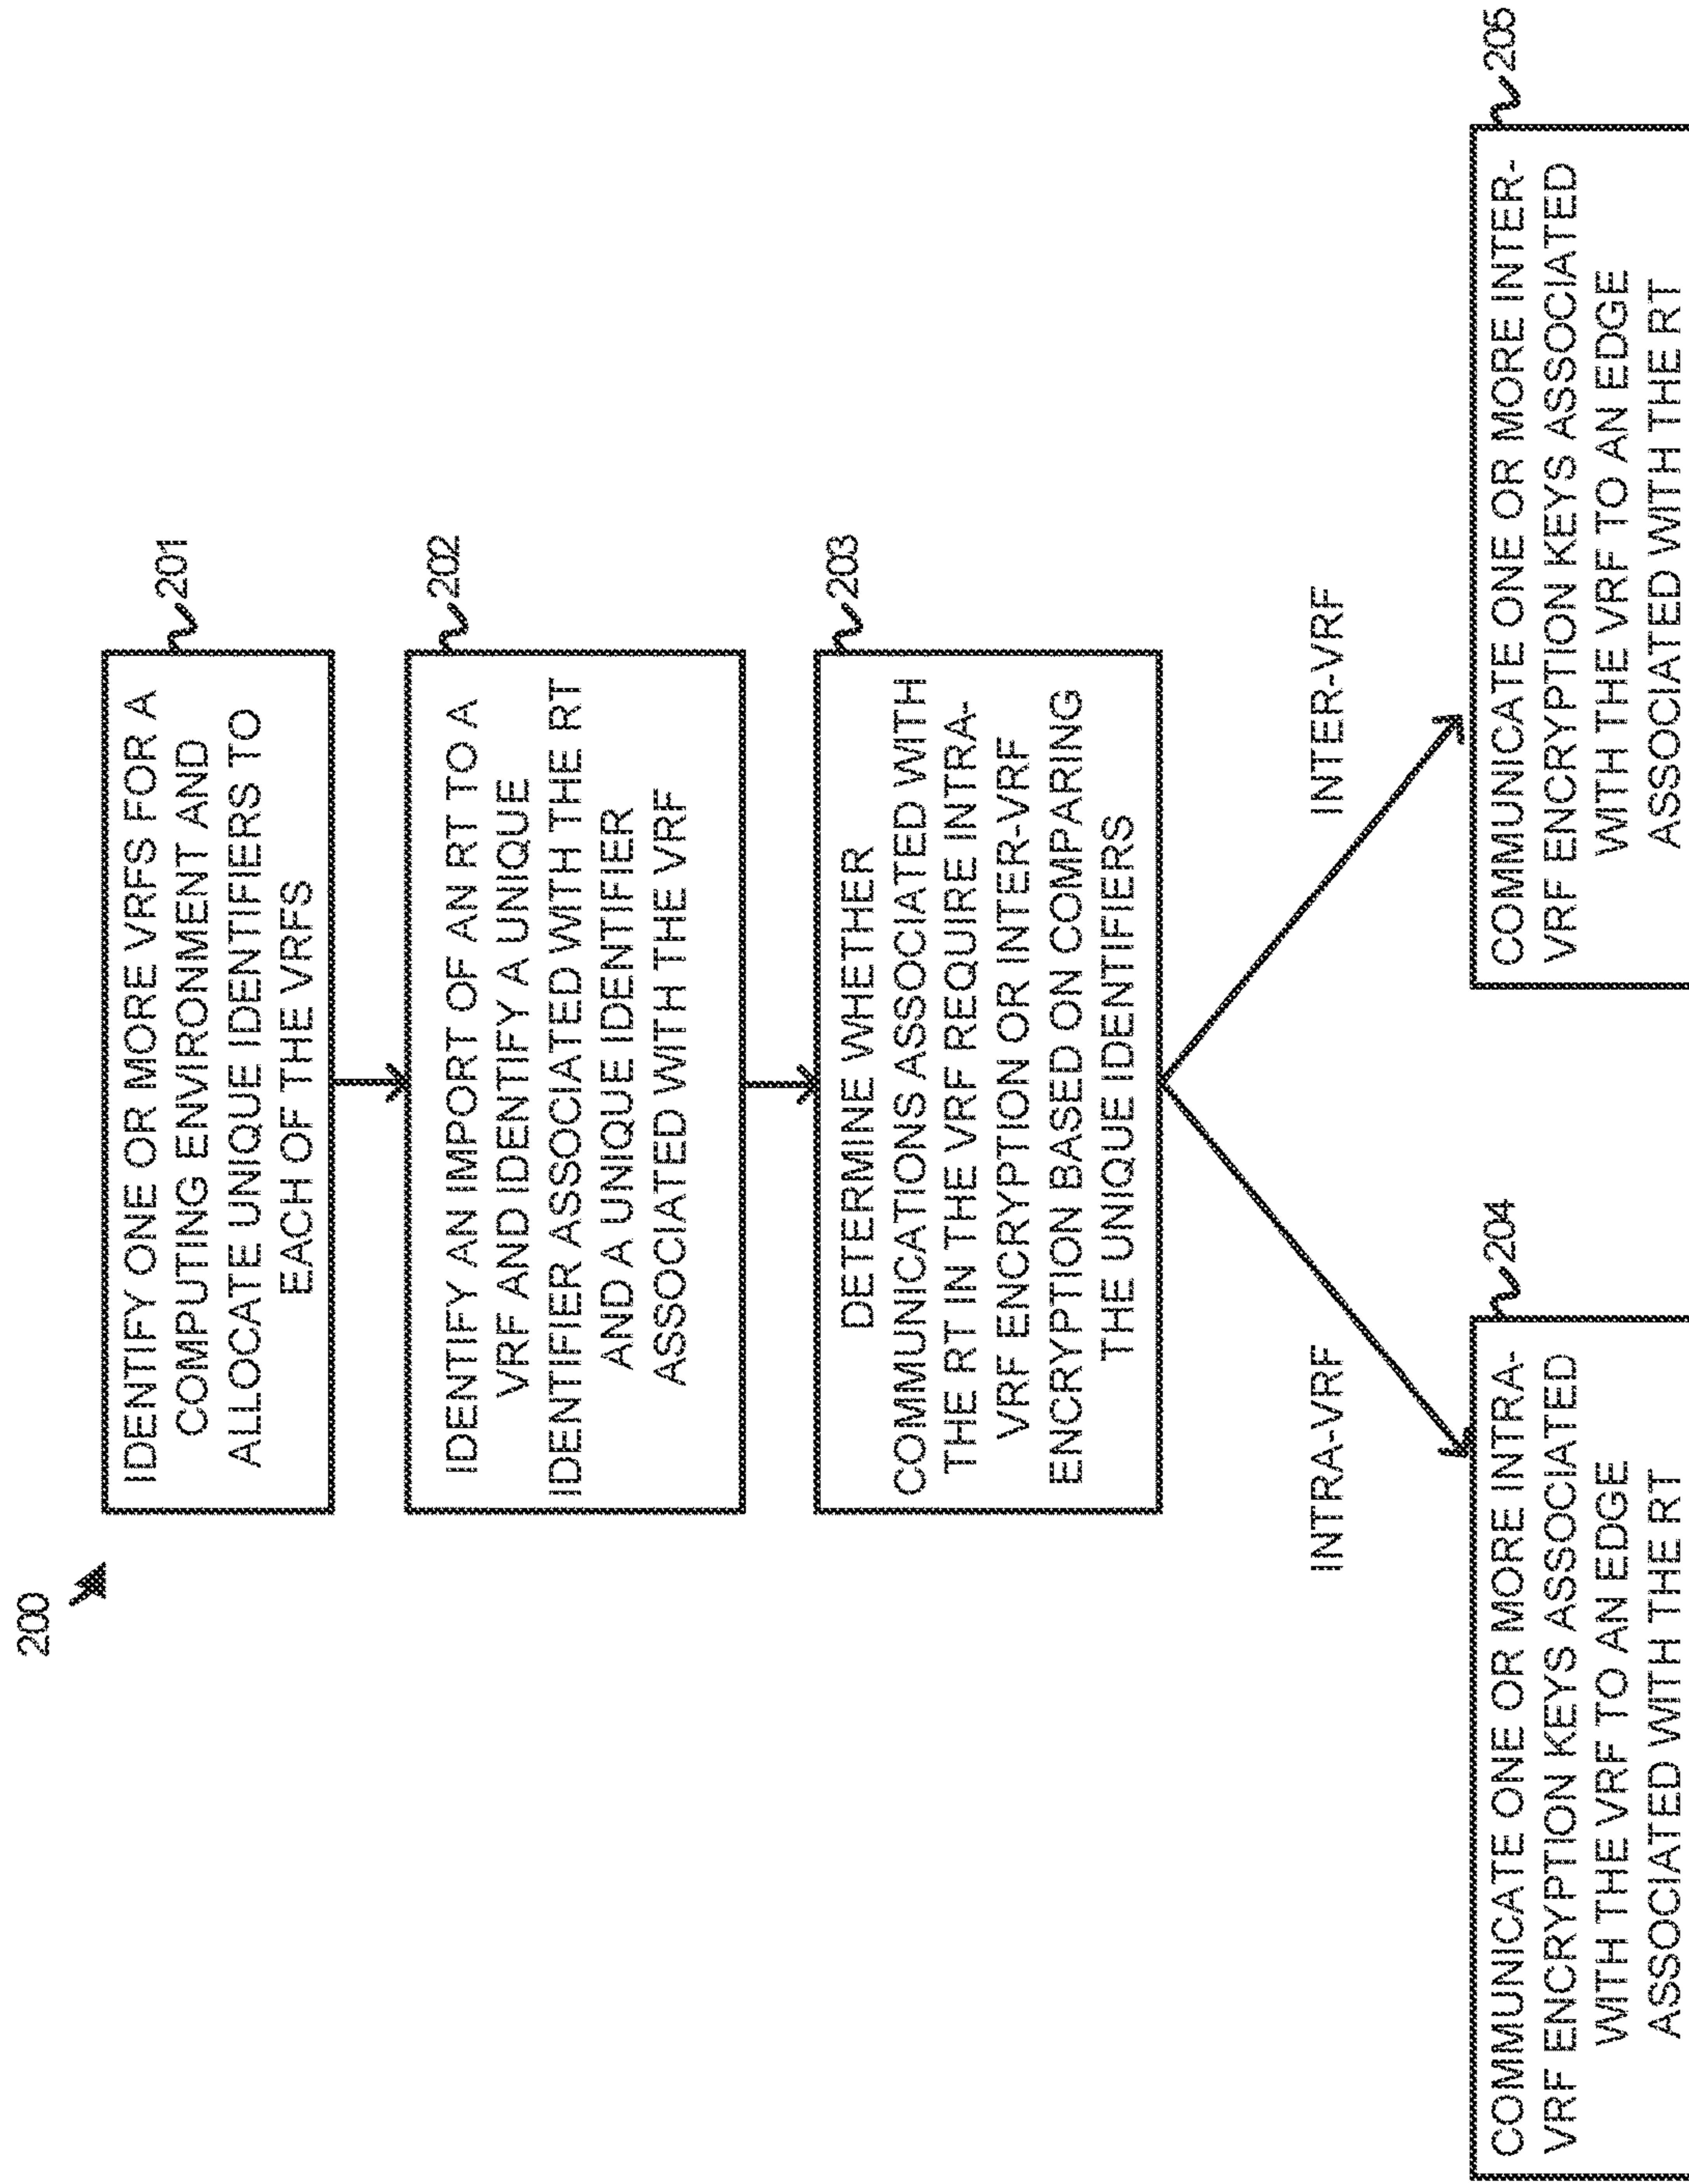 200
201
IDENTIFY ONE OR MORE VRFS FOR A
COMPUTING ENVIRONMENT AND
ALLOCATE UNIQUE IDENTIFIERS TO
EACH OF THE VRFS
202
IDENTIFY AN IMPORT OF AN RT TO A
VRF AND IDENTIFY A UNIQUE
IDENTIFIER ASSOCIATED WITH THE RT
AND A UNIQUE IDENTIFIER
ASSOCIATED WITH THE VRF
203
DETERMINE WHETHER
COMMUNICATIONS ASSOCIATED WITH
THE RT IN THE VRF REQUIRE INTRA-
VRF ENCRYPTION OR INTER-VRF
ENCRYPTION BASED ON COMPARING
THE UNIQUE IDENTIFIERS
INTRA-VRF
INTER-VRF
204
COMMUNICATE ONE OR MORE INTRA-
VRF ENCRYPTION KEYS ASSOCIATED
WITH THE VRF TO AN EDGE
ASSOCIATED WITH THE RT
205
COMMUNICATE ONE OR MORE INTER-
VRF ENCRYPTION KEYS ASSOCIATED
WITH THE VRF TO AN EDGE
ASSOCIATED WITH THE RT